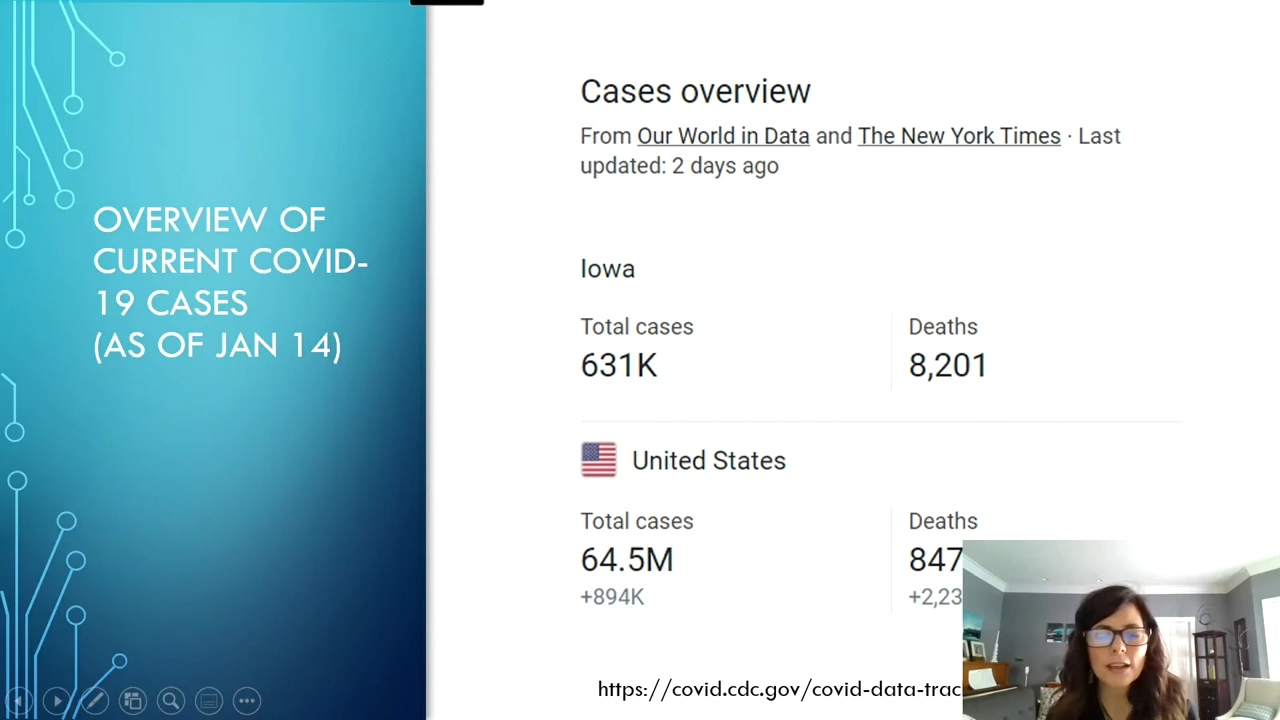 OVERVIEW OF
CURRENT COVID-
19 CASES
(AS OF JAN 14)
Cases overview
From Our World in Data and The New York Times · Last
updated: 2 days ago
Iowa
Total cases
Deaths
631K
8,201
United States
Total cases
Deaths
64.5M
847
+894K
+2,23
https://covid.cdc.gov/covid-data-trac